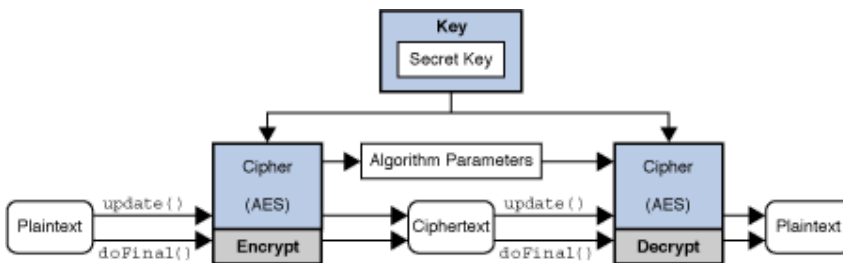 Key
Secret Key
Cipher
(AES)
Encrypt
Algorithm Parameters
Cipher
(AES)
Decrypt
Plaintext
update()
doFinal()
Ciphertext
update()
doFinal()
Plaintext